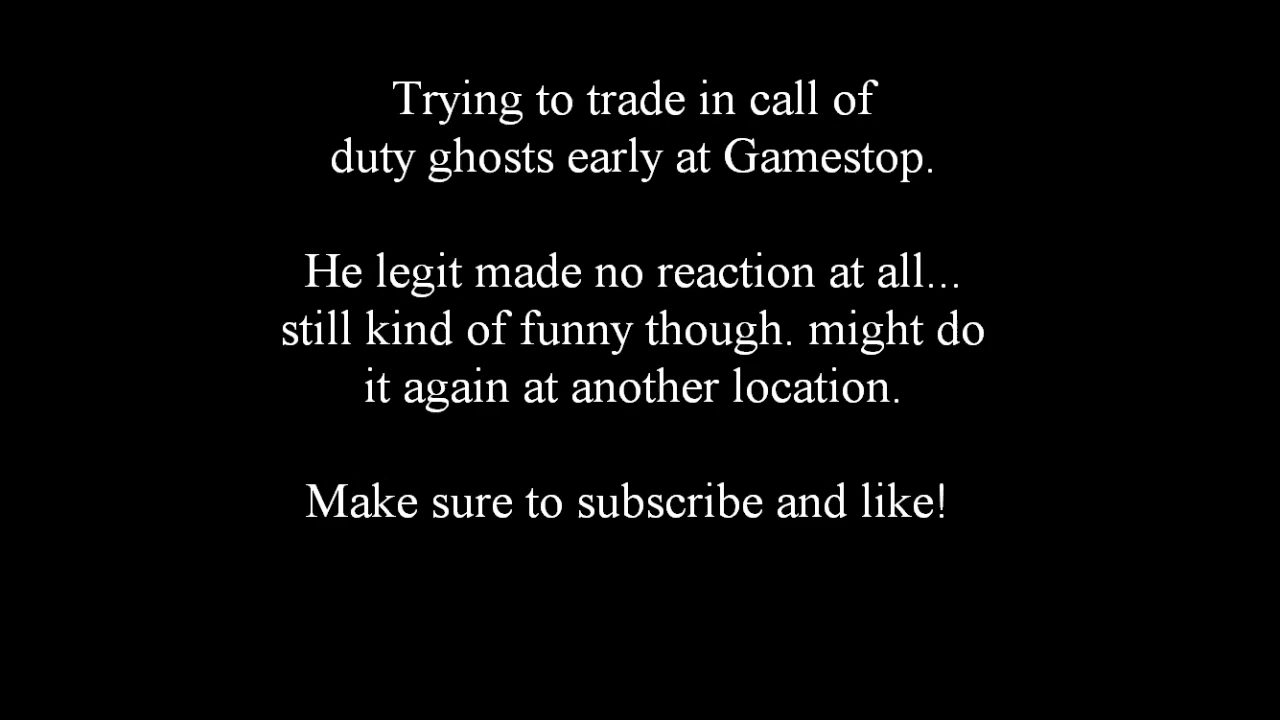 Trying to trade in call of
duty ghosts early at Gamestop.
He legit made no reaction at all...
still kind of funny though. might do
it again at another location.
Make sure to subscribe and like!